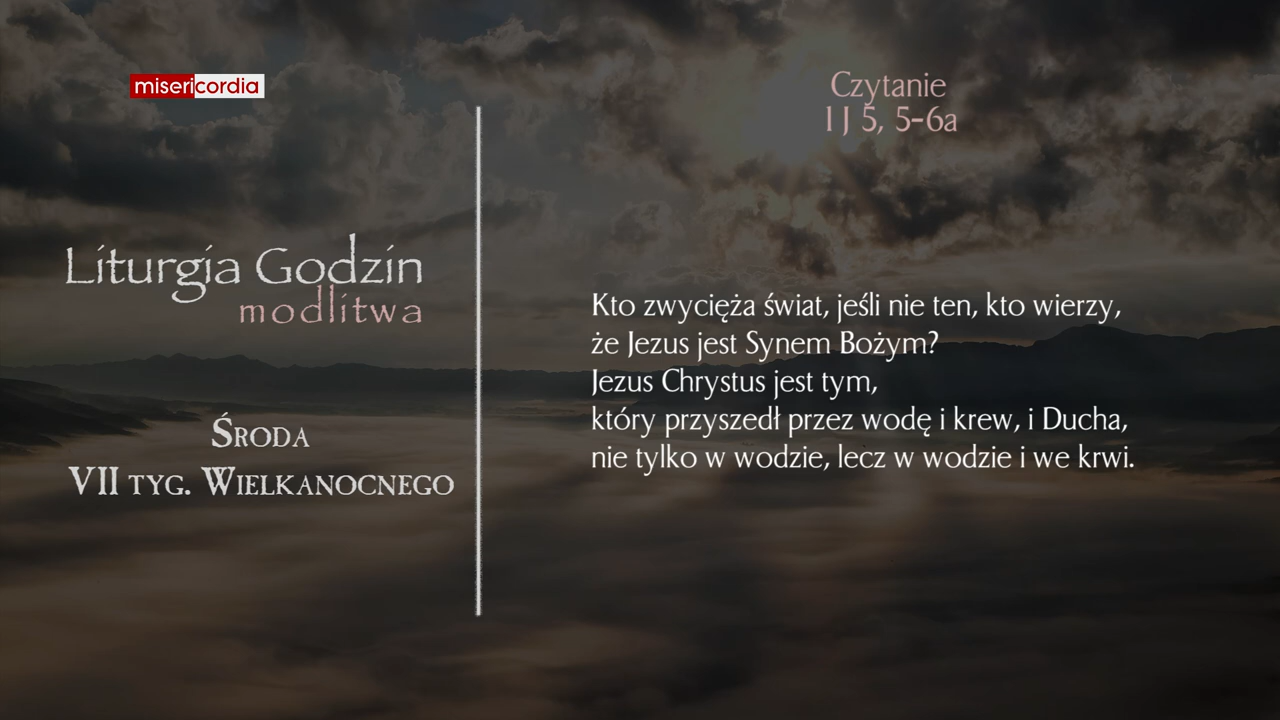 misericordia
Liturgia Godzin
modlitwa
Środa
VII tyg. Wielkanocnego
Czytanie
1 J 5, 5-6a
Kto zwycięża świat, jeśli nie ten, kto wierzy,
że Jezus jest Synem Bożym?
Jezus Chrystus jest tym,
który przyszedł przez wodę i krew, i Ducha,
nie tylko w wodzie, lecz w wodzie i we krwi.